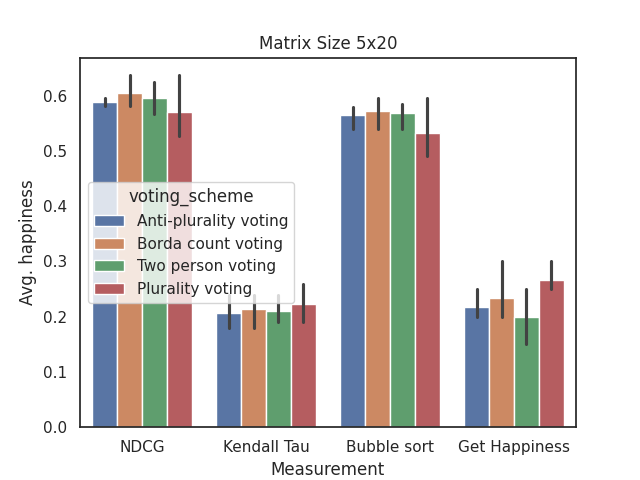 Matrix Size 5x20
Avg. happiness
0.6
0.5
0.4
0.3
0.2
0.1
0.0
voting_scheme
Anti-plurality voting
Borda count voting
Two person voting
Plurality voting
NDCG Kendall Tau Bubble sort Get Happiness
Measurement